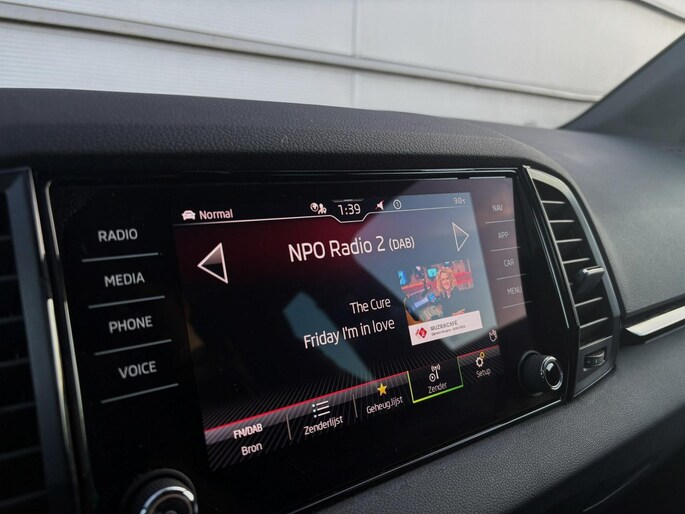 Normal
1:39
RADIO
MEDIA
PHONE
VOICE
NPO Radio 2 (DAB)
The Cure
Friday I'm in love
MUZIEKCAFÉ
FM/DAB
Bron
Zenderlijst
Geheug.lijst
Zender
Setup
NAV
APP
CAR
MENU